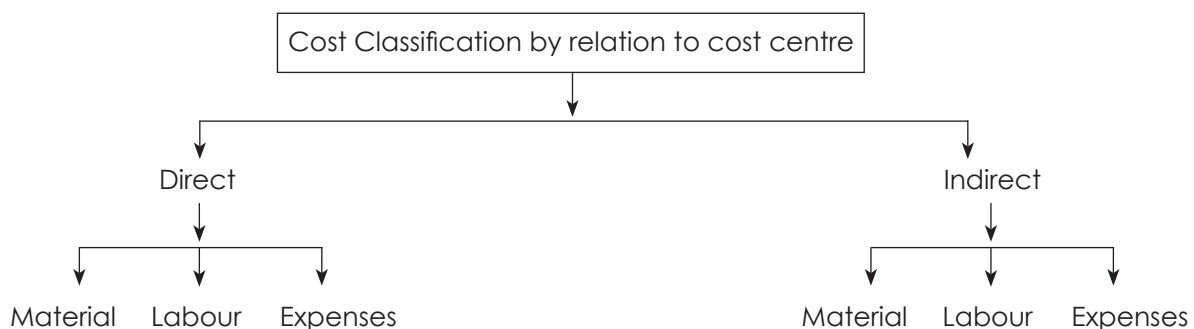 Cost Classification by relation to cost centre
Direct Indirect
Material Labour Expenses Material Labour Expenses